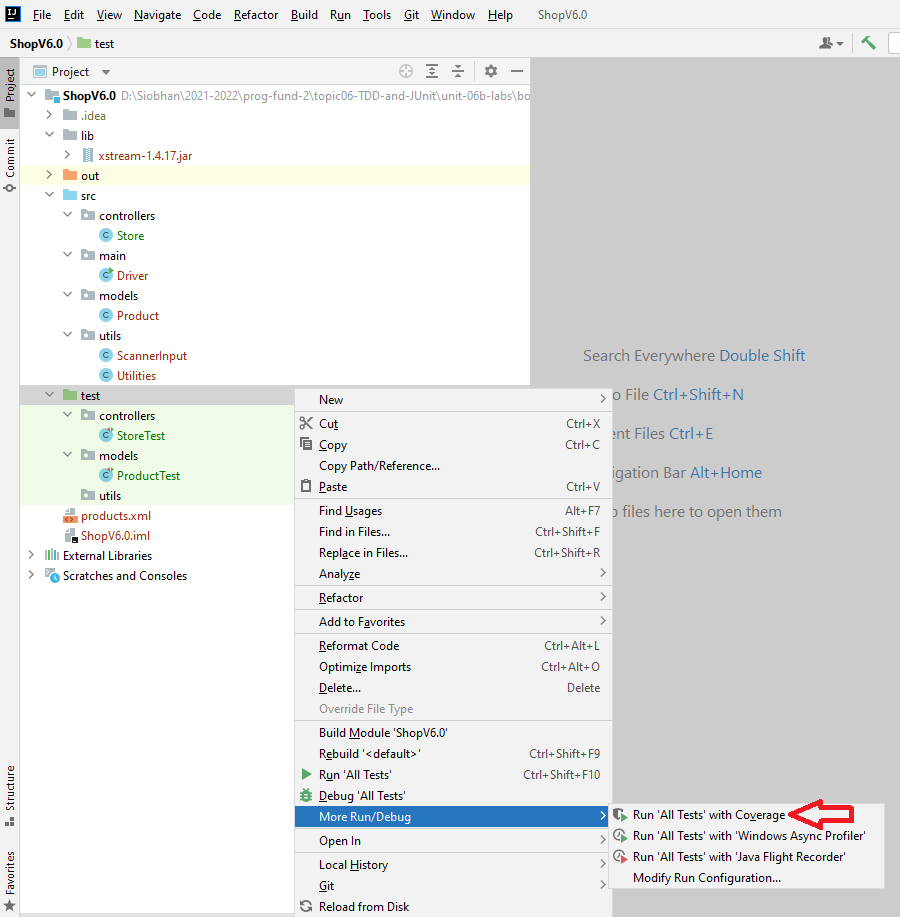 File Edit View Navigate Code Refactor Build Run Tools Git Window Help ShopV6.0
ShopV6.0 test
Project
Project
Commit
ShopV6.0 D:\Siobhan\2021-2022\prog-fund-2\topic06-TDD-and-JUnit\unit-06b-labs\bo
.idea
lib
xstream-1.4.17.jar
out
src
controllers
Store
main
Driver
models
Product
utils
ScannerInput
Utilities
test
controllers
StoreTest
models
ProductTest
utils
products.xml
ShopV6.0.iml
External Libraries
Scratches and Consoles
Search Everywhere Double Shift
o File Ctrl+Shift+N
ent Files Ctrl+E
igation Bar Alt+Home
files here to open them
New
Cut Ctrl+X
Copy Ctrl+C
Copy Path/Reference...
Paste Ctrl+V
Find Usages Alt+F7
Find in Files... Ctrl+Shift+F
Replace in Files... Ctrl+Shift+R
Analyze
Refactor
Add to Favorites
Reformat Code Ctrl+Alt+L
Optimize Imports Ctrl+Alt+O
Delete... Delete
Override File Type
Build Module 'ShopV6.0'
Rebuild '<default>' Ctrl+Shift+F9
Run 'All Tests' Ctrl+Shift+F10
Debug 'All Tests'
More Run/Debug
Open In
Local History
Git
Reload from Disk
Run 'All Tests' with Coverage
Run 'All Tests' with 'Windows Async Profiler'
Run 'All Tests' with 'Java Flight Recorder'
Modify Run Configuration...
Structure
Favorites